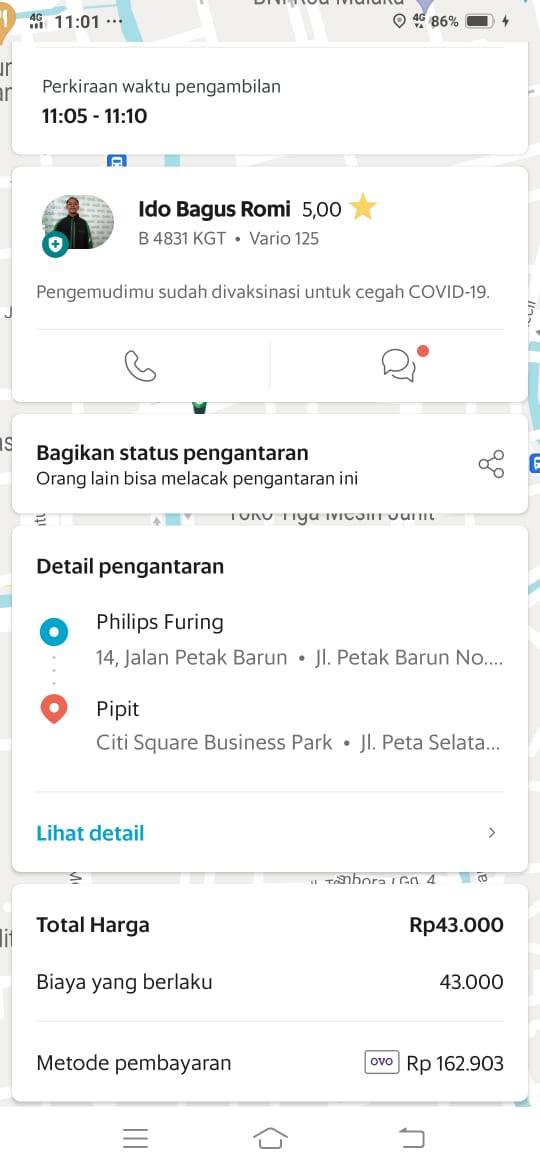 4G 11:01 ... 4G 86%
Perkiraan waktu pengambilan
11:05 - 11:10
Ido Bagus Romi 5,00
B 4831 KGT • Vario 125
Pengemudimu sudah divaksinasi untuk cegah COVID-19.
Bagikan status pengantaran
Orang lain bisa melacak pengantaran ini
Toko Tiga Mesin Jahit
Detail pengantaran
Philips Furing
14, Jalan Petak Barun • Jl. Petak Barun No....
Pipit
Citi Square Business Park • Jl. Peta Selata...
Lihat detail
Total Harga Rp43.000
Biaya yang berlaku 43.000
Metode pembayaran OVO Rp 162.903